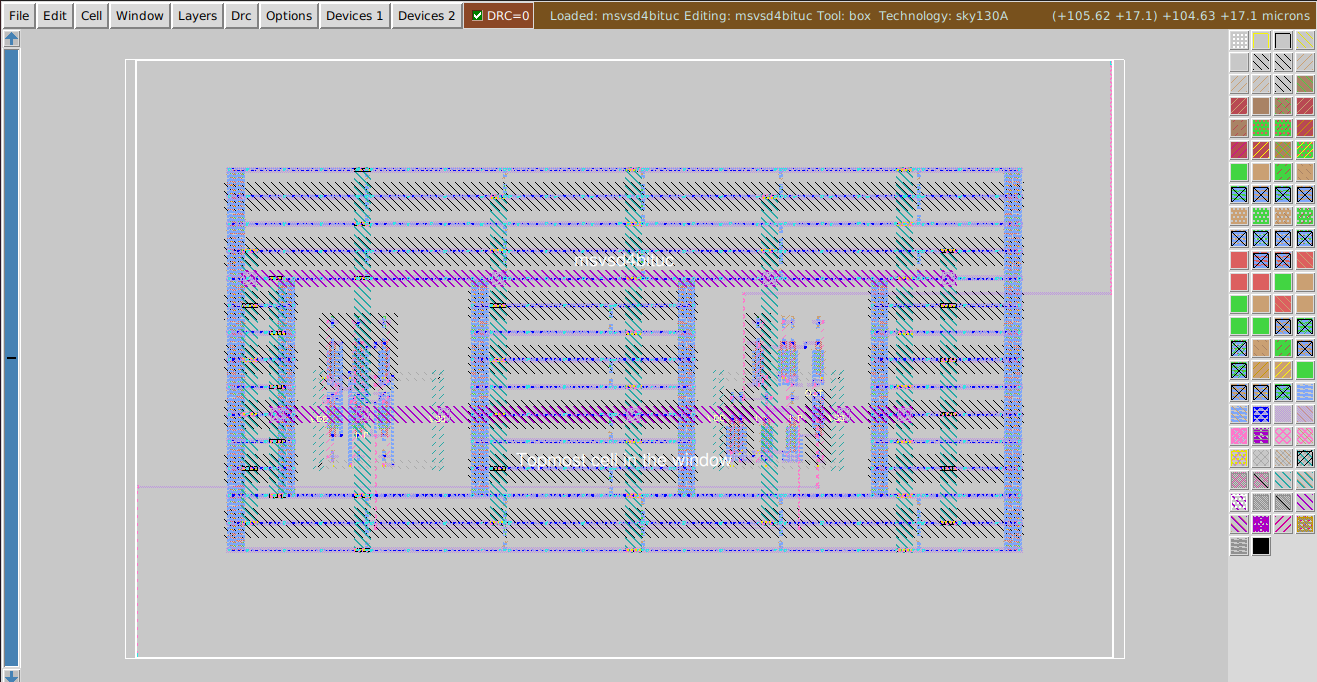 File Edit Cell Window Layers Drc Options Devices 1 Devices 2 DRC=0 Loaded: msvsd4bituc Editing: msvsd4bituc Tool: box Technology: sky130A (+105.62 +17.1) +104.63 +17.1 microns
msvsd4bituc
Topmost cell in the window